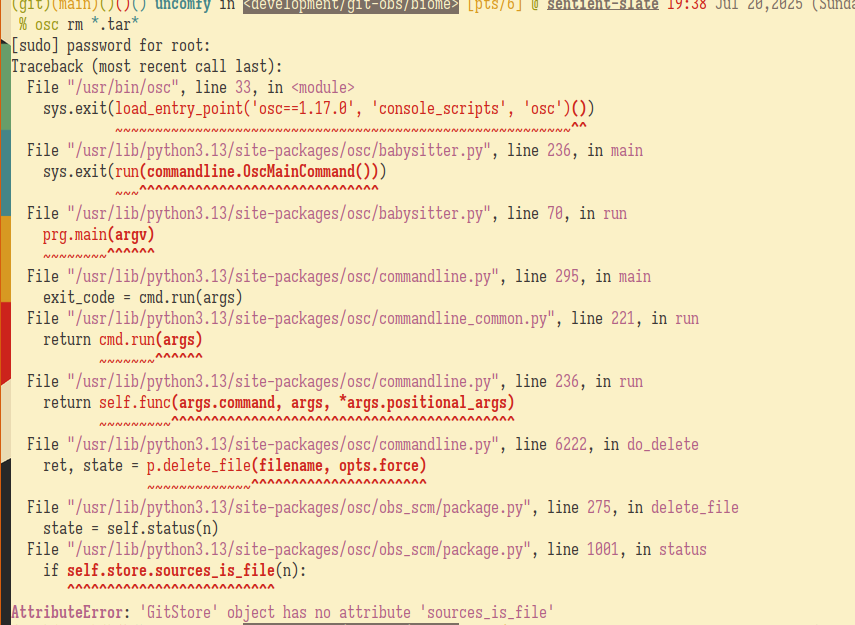 (git)(main)()()() uncomfy in <development/git-obs/biome> [pts/6] @ sentient-slate 19:38 Jul 20,2025 (Sunda
% osc rm *.tar*
[sudo] password for root:
Traceback (most recent call last):
File "/usr/bin/osc", line 33, in <module>
sys.exit(load_entry_point('osc==1.17.0', 'console_scripts', 'osc')())
~~~~~~~~~~~~~~~~~~~~~~~~~~~~~~~~~~~~~~~~~~~~~~~~~~~~~~~~~^^
File "/usr/lib/python3.13/site-packages/osc/babysitter.py", line 236, in main
sys.exit(run(commandline.OscMainCommand()))
~~~^^^^^^^^^^^^^^^^^^^^^^^^^^^^^^
File "/usr/lib/python3.13/site-packages/osc/babysitter.py", line 70, in run
prg.main(argv)
~~~~~~~~^^^^^^
File "/usr/lib/python3.13/site-packages/osc/commandline.py", line 295, in main
exit_code = cmd.run(args)
File "/usr/lib/python3.13/site-packages/osc/commandline_common.py", line 221, in run
return cmd.run(args)
~~~~~~~^^^^^^
File "/usr/lib/python3.13/site-packages/osc/commandline.py", line 236, in run
return self.func(args.command, args, *args.positional_args)
~~~~~~~~~^^^^^^^^^^^^^^^^^^^^^^^^^^^^^^^^^^^^^^^^^^^
File "/usr/lib/python3.13/site-packages/osc/commandline.py", line 6222, in do_delete
ret, state = p.delete_file(filename, opts.force)
~~~~~~~~~~~~~^^^^^^^^^^^^^^^^^^^^^^
File "/usr/lib/python3.13/site-packages/osc/obs_scm/package.py", line 275, in delete_file
state = self.status(n)
File "/usr/lib/python3.13/site-packages/osc/obs_scm/package.py", line 1001, in status
if self.store.sources_is_file(n):
^^^^^^^^^^^^^^^^^^^^^^^^^^
AttributeError: 'GitStore' object has no attribute 'sources_is_file'